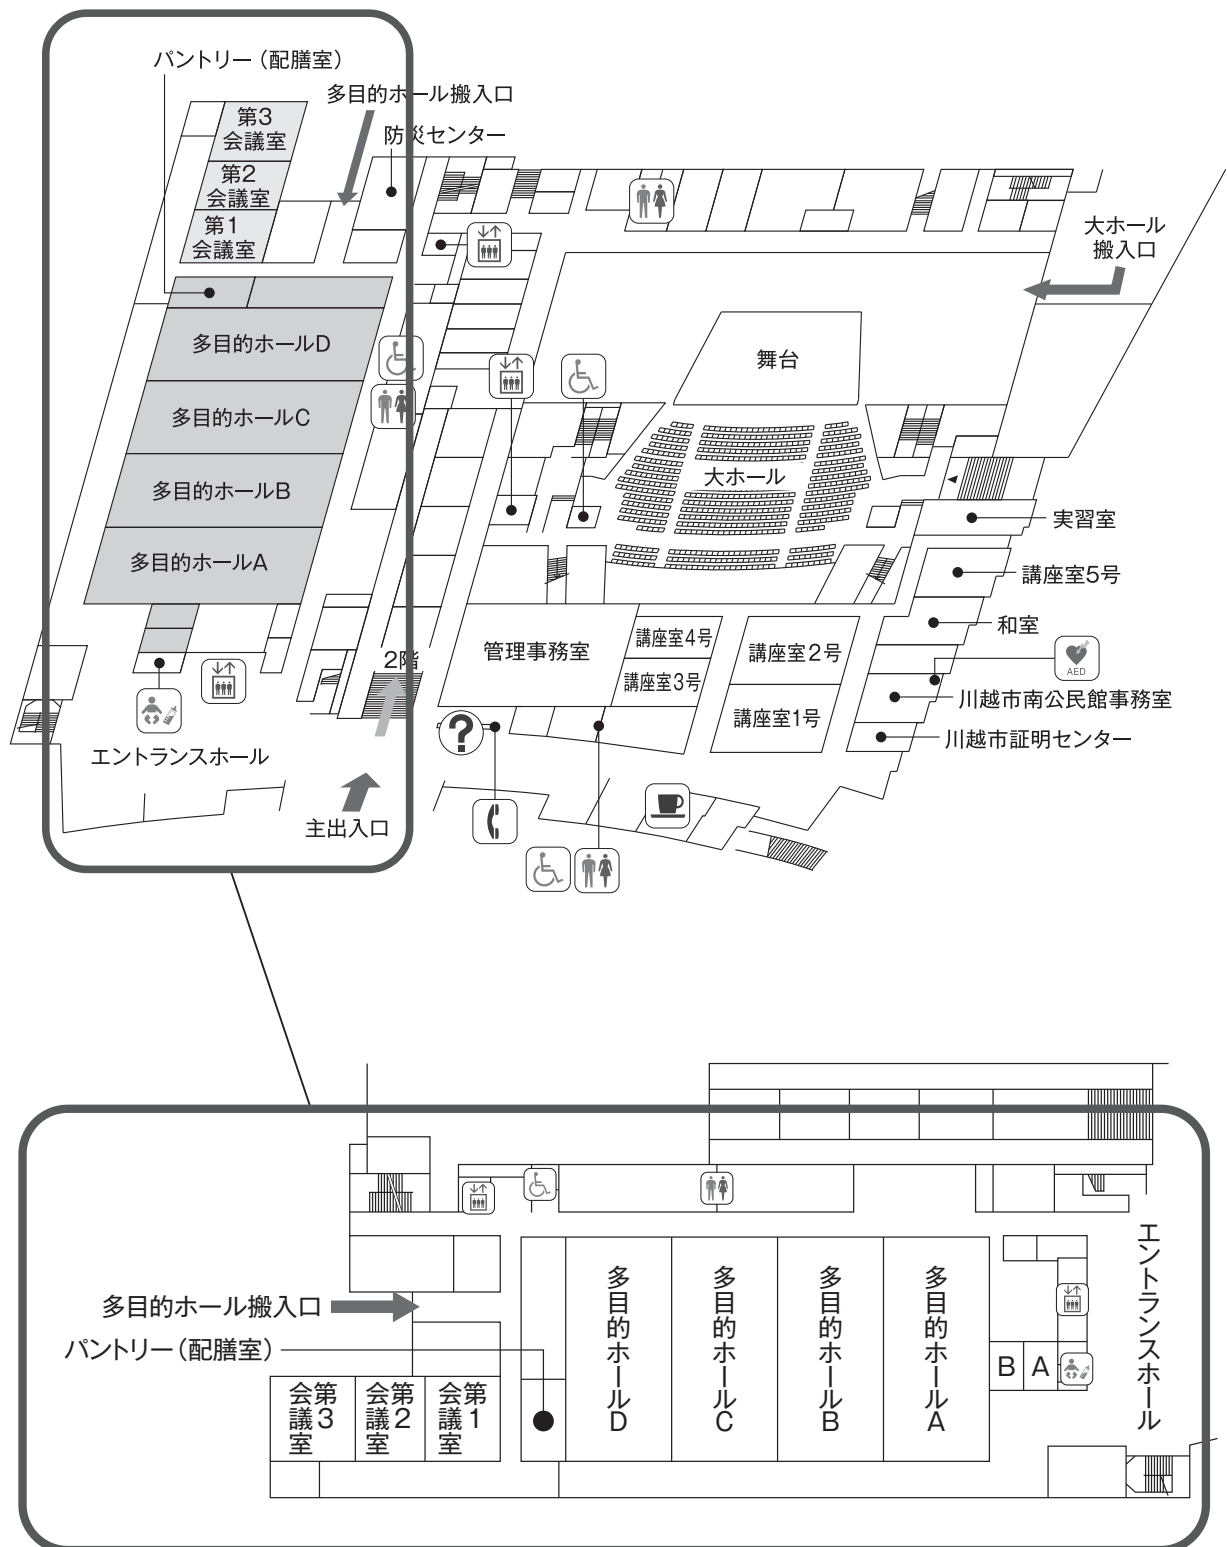 パントリー（配膳室）
多目的ホール搬入口
防災センター
第3
会議室
第2
会議室
第1
会議室
大ホール
搬入口
多目的ホールD
舞台
多目的ホールC
大ホール
多目的ホールB
実習室
多目的ホールA
講座室5号
和室
管理事務室
講座室4号
講座室2号
2階
AED
講座室3号
川越市南公民館事務室
講座室1号
?
川越市証明センター
エントランスホール
主出入口
エントランスホール
多目的ホール搬入口
パントリー（配膳室）
多目的ホールD
多目的ホールC
多目的ホールB
多目的ホールA
B
A
第3
会議室
第2
会議室
第1
会議室